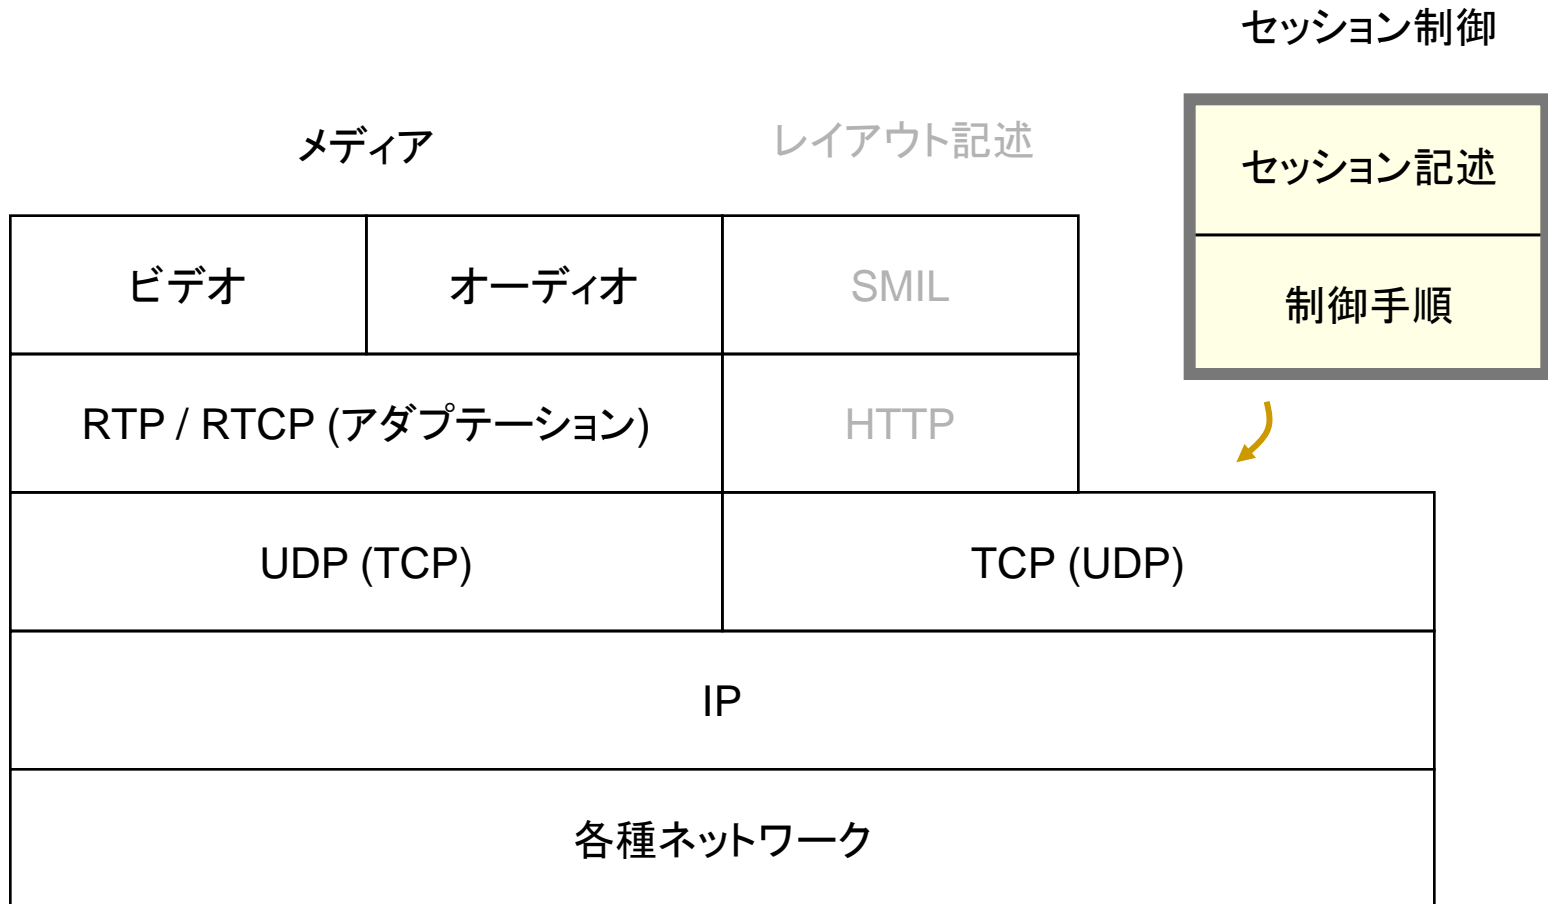 セッション制御
メディア
レイアウト記述
セッション記述
制御手順
ビデオ
オーディオ
SMIL
RTP / RTCP (アダプテーション)
HTTP
UDP (TCP)
TCP (UDP)
IP
各種ネットワーク